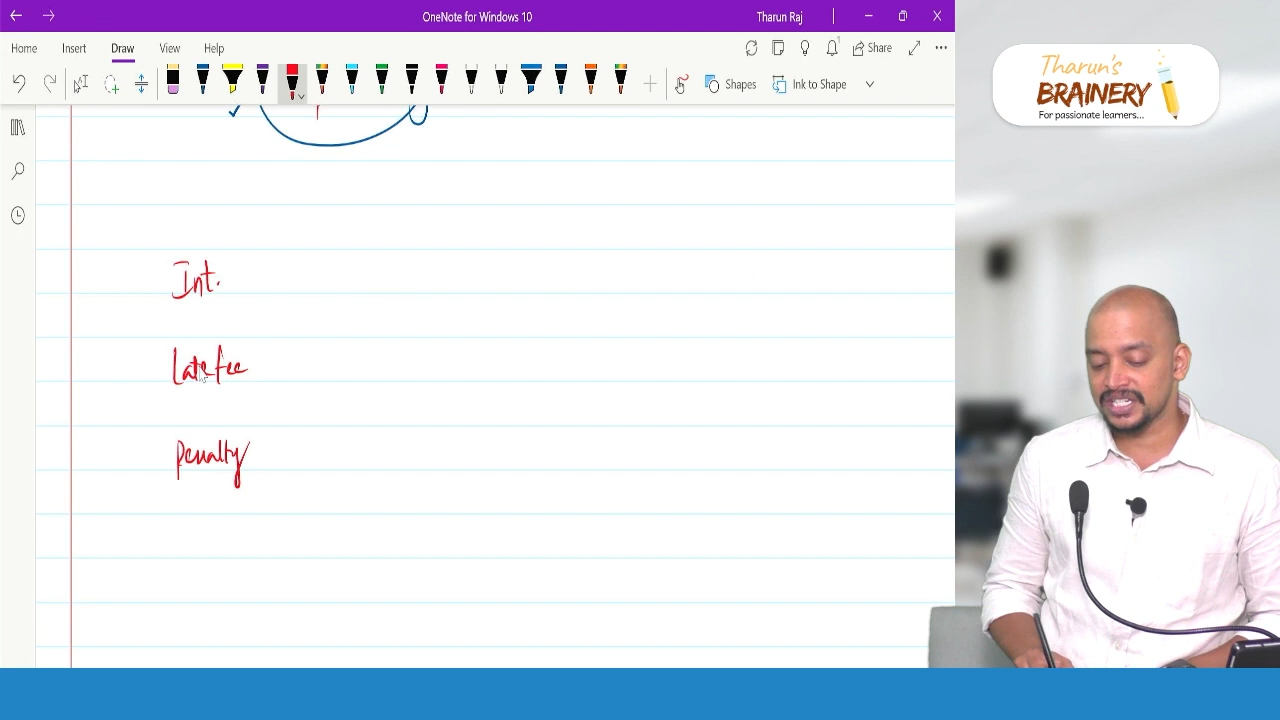 OneNote for Windows 10
Tharun Raj
Home Insert Draw View Help
Share
Shapes
Ink to Shape
Tharun's
BRAINERY
For passionate learners...
Int.
Late fee
Penalty